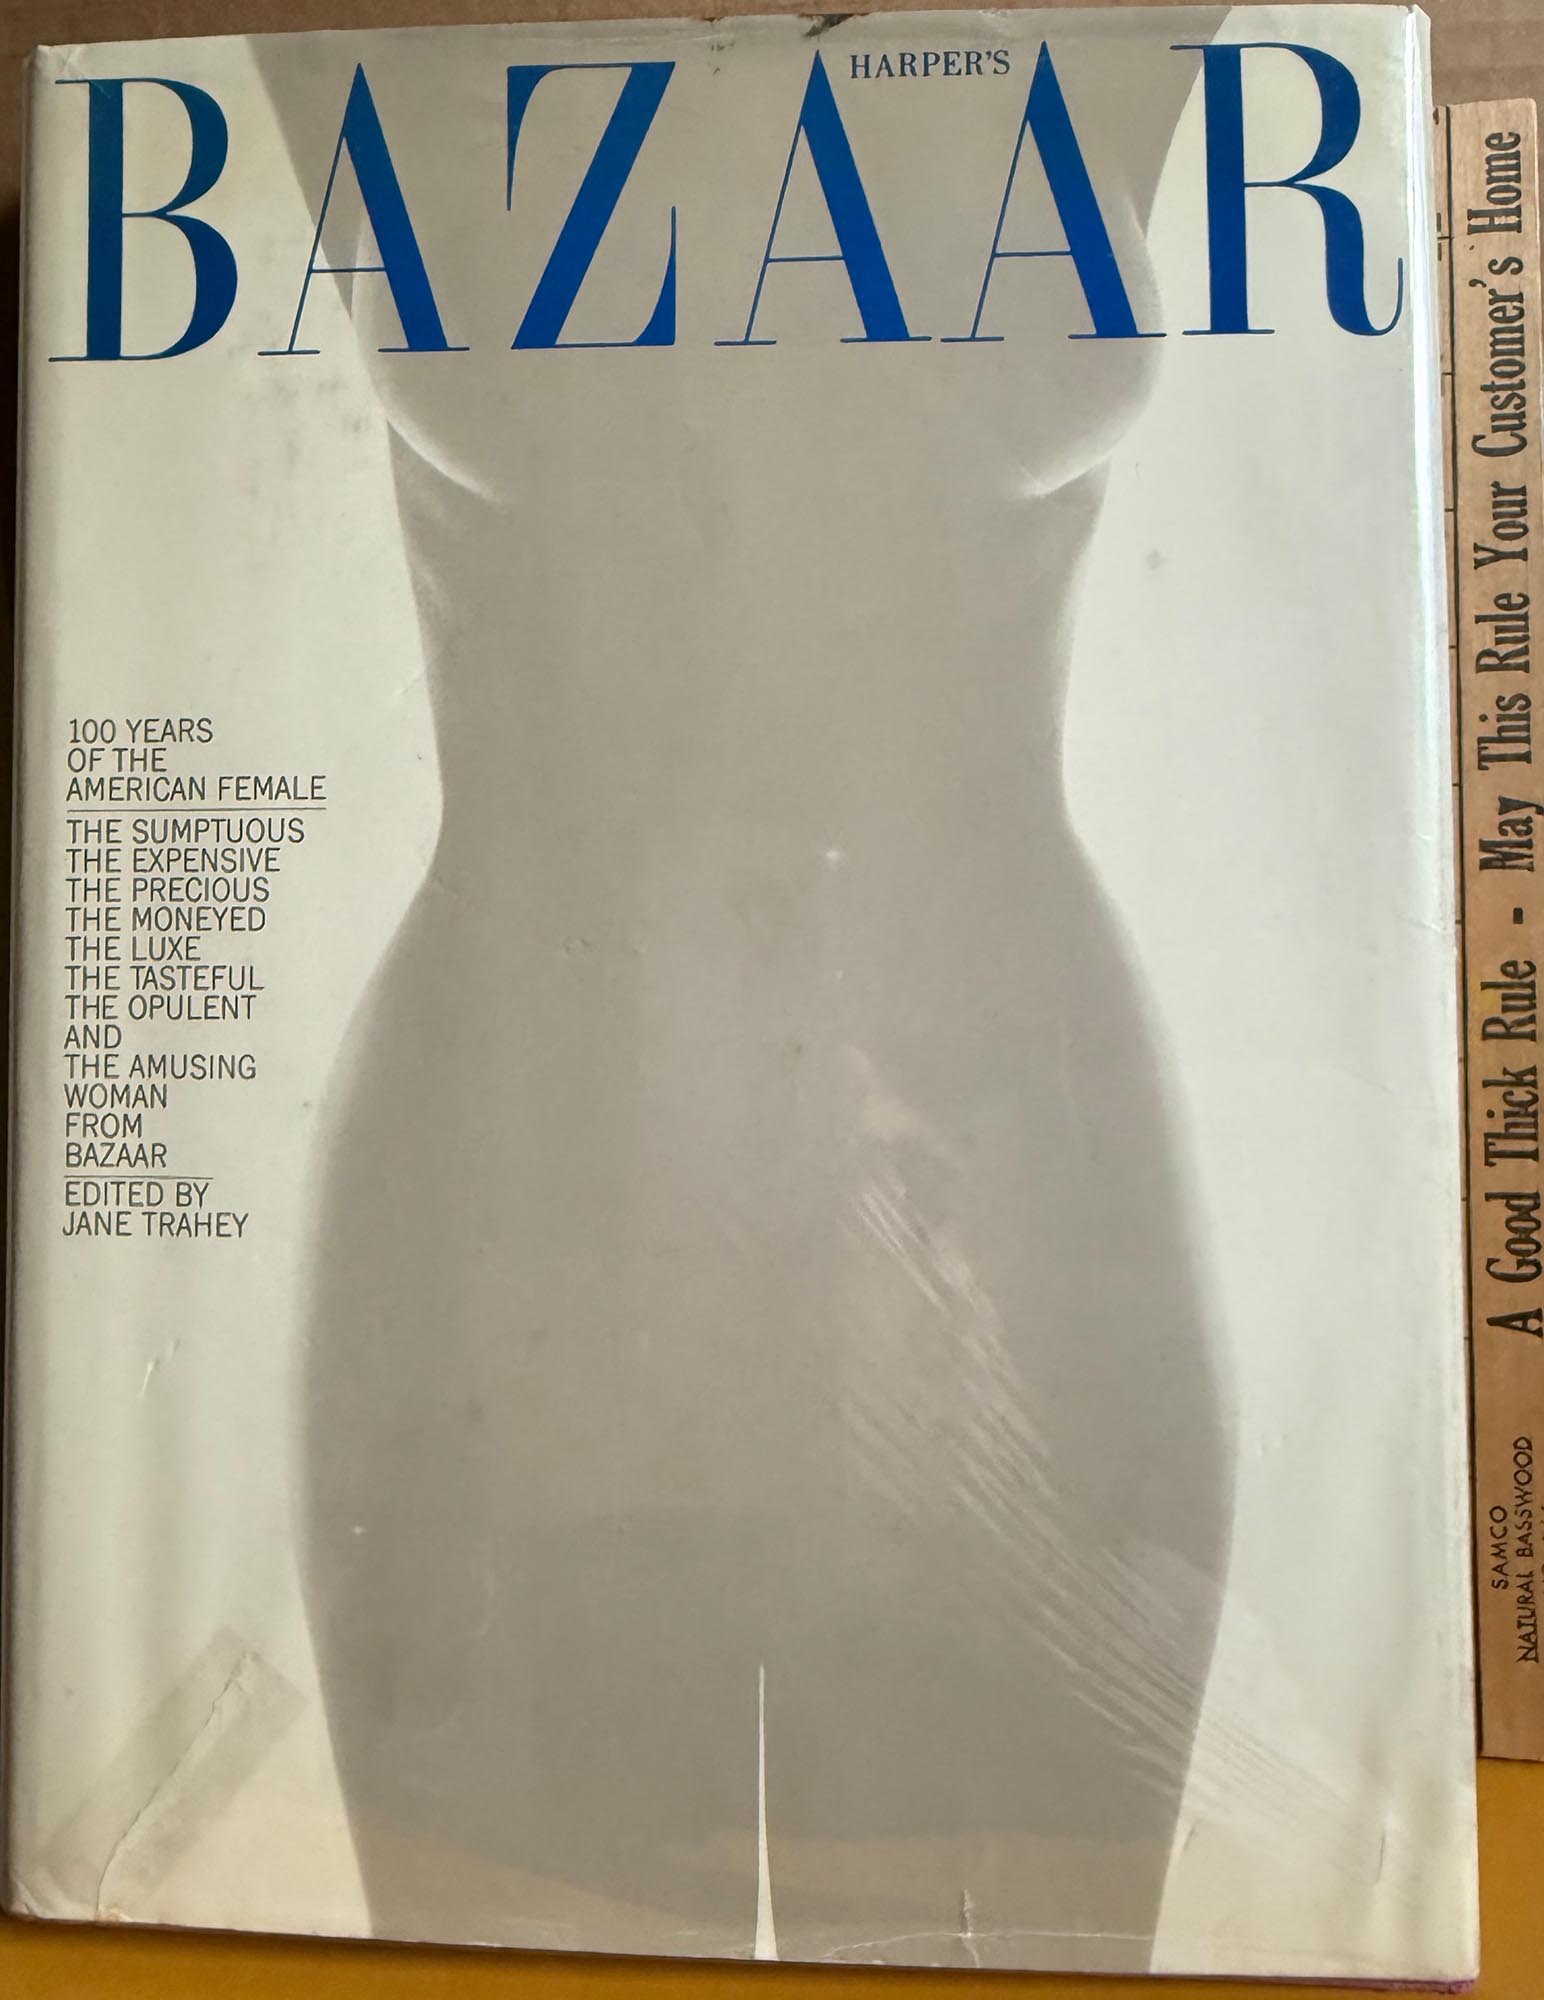 HARPER'S
BAZAAR
100 YEARS
OF THE
AMERICAN FEMALE
THE SUMPTUOUS
THE EXPENSIVE
THE PRECIOUS
THE MONEYED
THE LUXE
THE TASTEFUL
THE OPULENT
AND
THE AMUSING
WOMAN
FROM
BAZAAR
EDITED BY
JANE TRAHEY
A Good Thick Rule - May This Rule Your Customer's Home
SAMCO
NATURAL BASSWOOD